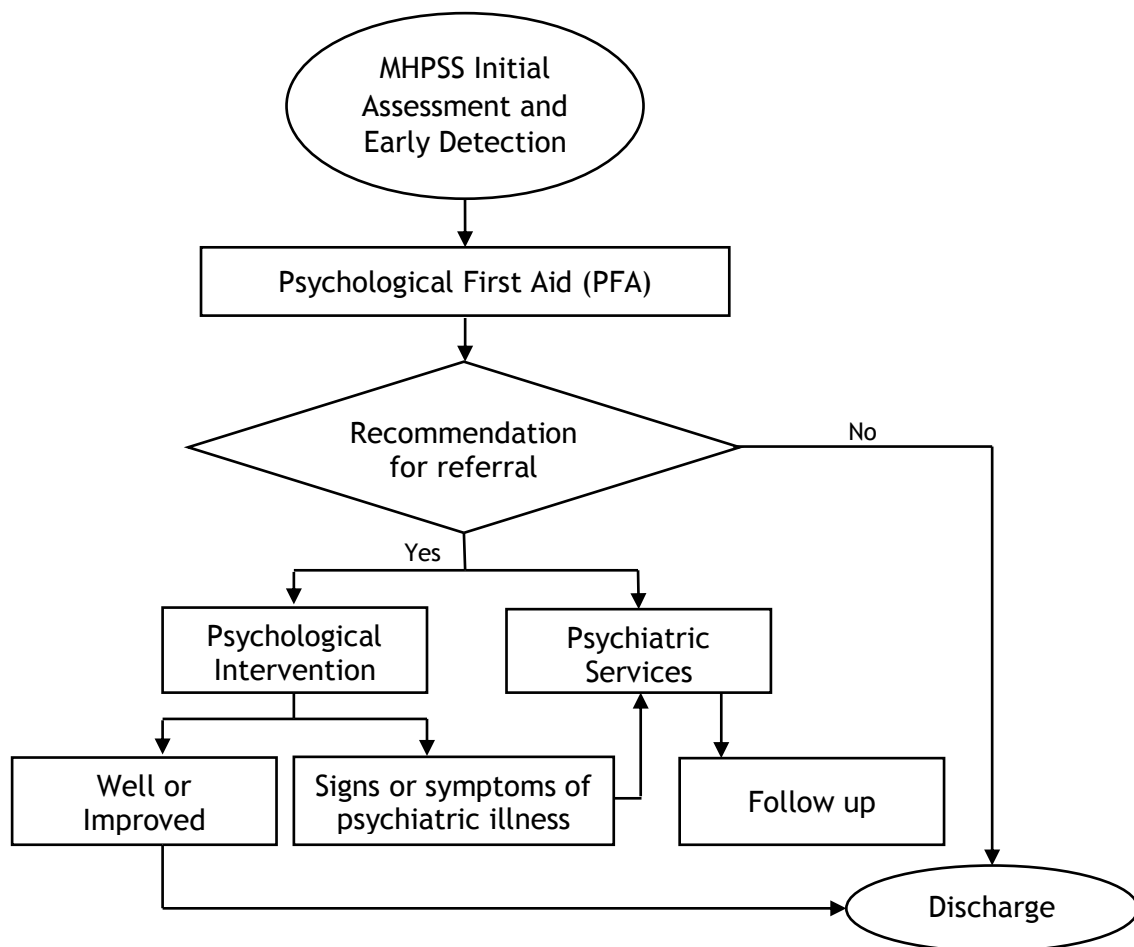 MHPSS Initial
Assessment and
Early Detection
Psychological First Aid (PFA)
Recommendation
for referral
No
Yes
Psychological
Intervention
Psychiatric
Services
Well or
Improved
Signs or symptoms of
psychiatric illness
Follow up
Discharge